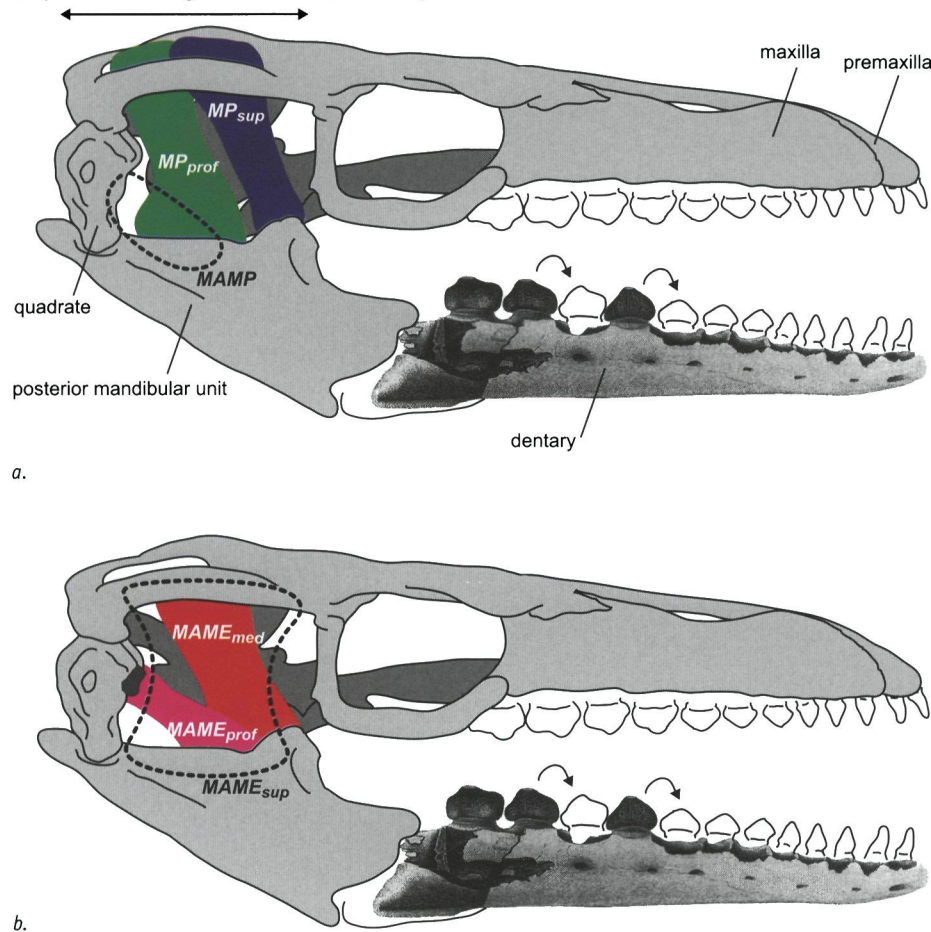 maxilla
premaxilla
MPsup
MPprof
MAMP
quadrate
posterior mandibular unit
dentary
a.
MAMEmed
MAMEprof
MAMEsup
b.